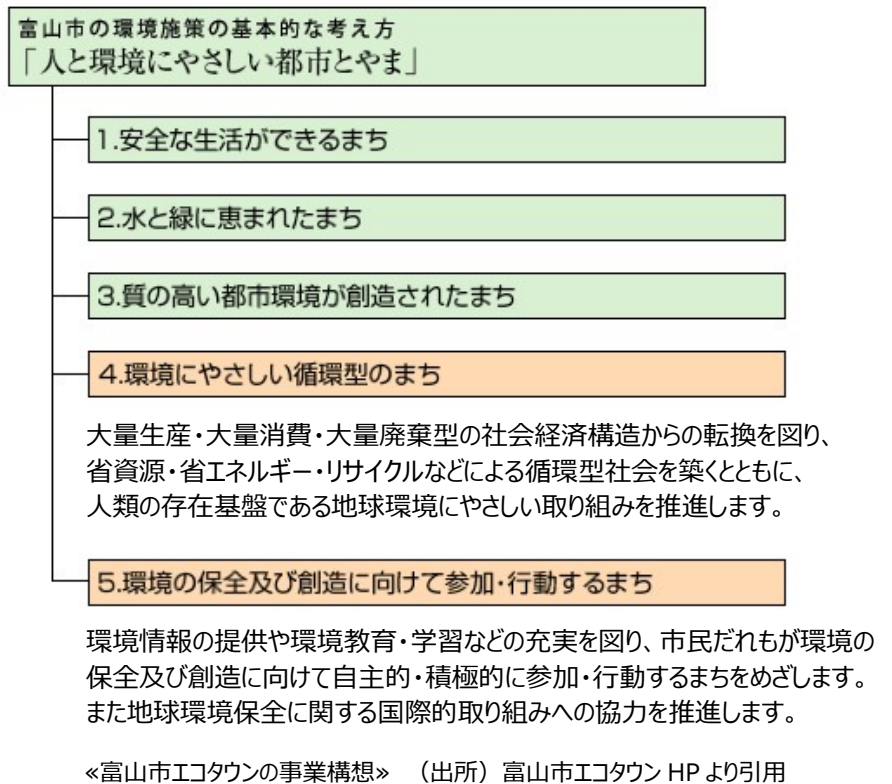 富山市の環境施策の基本的な考え方
「人と環境にやさしい都市とやま」
1.安全な生活ができるまち
2.水と緑に恵まれたまち
3.質の高い都市環境が創造されたまち
4.環境にやさしい循環型のまち
大量生産・大量消費・大量廃棄型の社会経済構造からの転換を図り、
省資源・省エネルギー・リサイクルなどによる循環型社会を築くとともに、
人類の存在基盤である地球環境にやさしい取り組みを推進します。
5.環境の保全及び創造に向けて参加・行動するまち
環境情報の提供や環境教育・学習などの充実を図り、市民だれもが環境の
保全及び創造に向けて自主的・積極的に参加・行動するまちをめざします。
また地球環境保全に関する国際的取り組みへの協力を推進します。
≪富山市エコタウンの事業構想≫ （出所）富山市エコタウン HP より引用